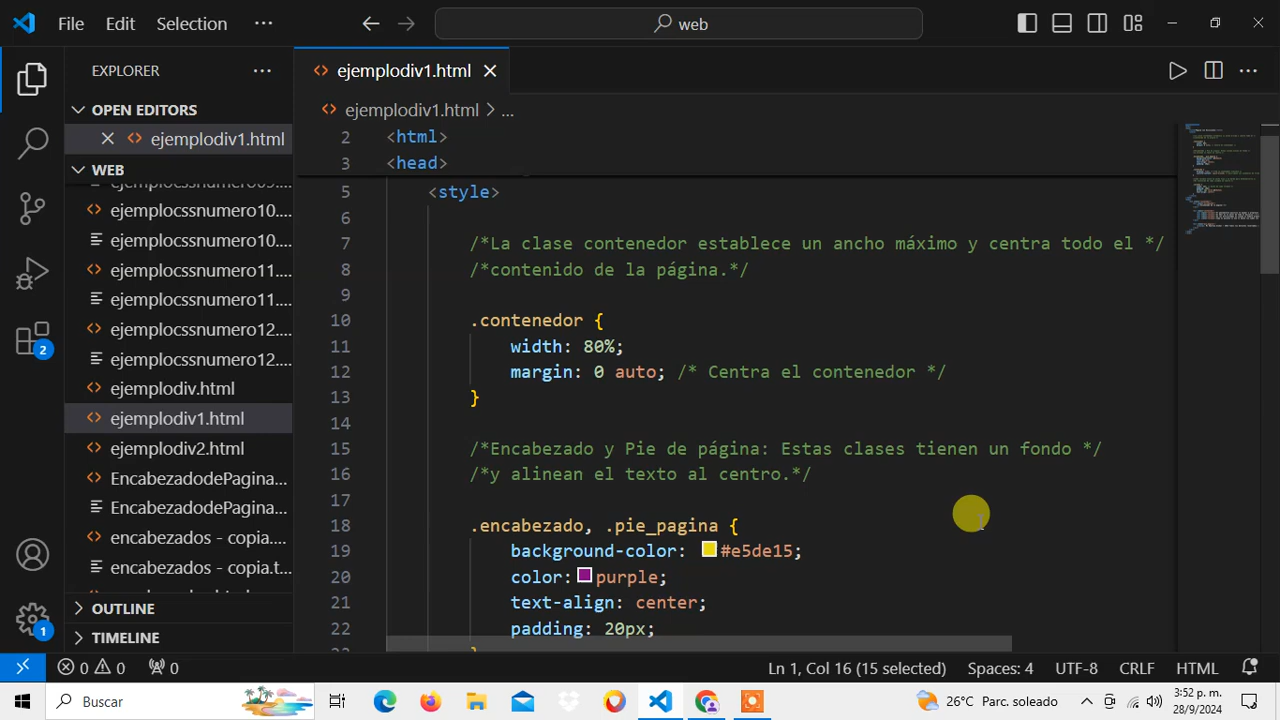 File Edit Selection ··· web
EXPLORER ···
OPEN EDITORS
ejemplodiv1.html
WEB
ejemplocssnumero10....
ejemplocssnumero10....
ejemplocssnumero11....
ejemplocssnumero11....
ejemplocssnumero12....
ejemplocssnumero12....
ejemplodiv.html
ejemplodiv1.html
ejemplodiv2.html
EncabezadodePagina...
EncabezadodePagina...
encabezados - copia....
encabezados - copia.t...
OUTLINE
TIMELINE
2
1
ejemplodiv1.html
ejemplodiv1.html > ...
2 <html>
3 <head>
5 <style>
6
7 /*La clase contenedor establece un ancho máximo y centra todo el */
8 /*contenido de la página.*/
9
10 .contenedor {
11 width: 80%;
12 margin: 0 auto; /* Centra el contenedor */
13 }
14
15 /*Encabezado y Pie de página: Estas clases tienen un fondo */
16 /*y alinean el texto al centro.*/
17
18 .encabezado, .pie_pagina {
19 background-color: #e5de15;
20 color: purple;
21 text-align: center;
22 padding: 20px;
0 0 0 Ln 1, Col 16 (15 selected) Spaces: 4 UTF-8 CRLF HTML
Buscar 26°C Parc. soleado 3:52 p. m.
28/9/2024